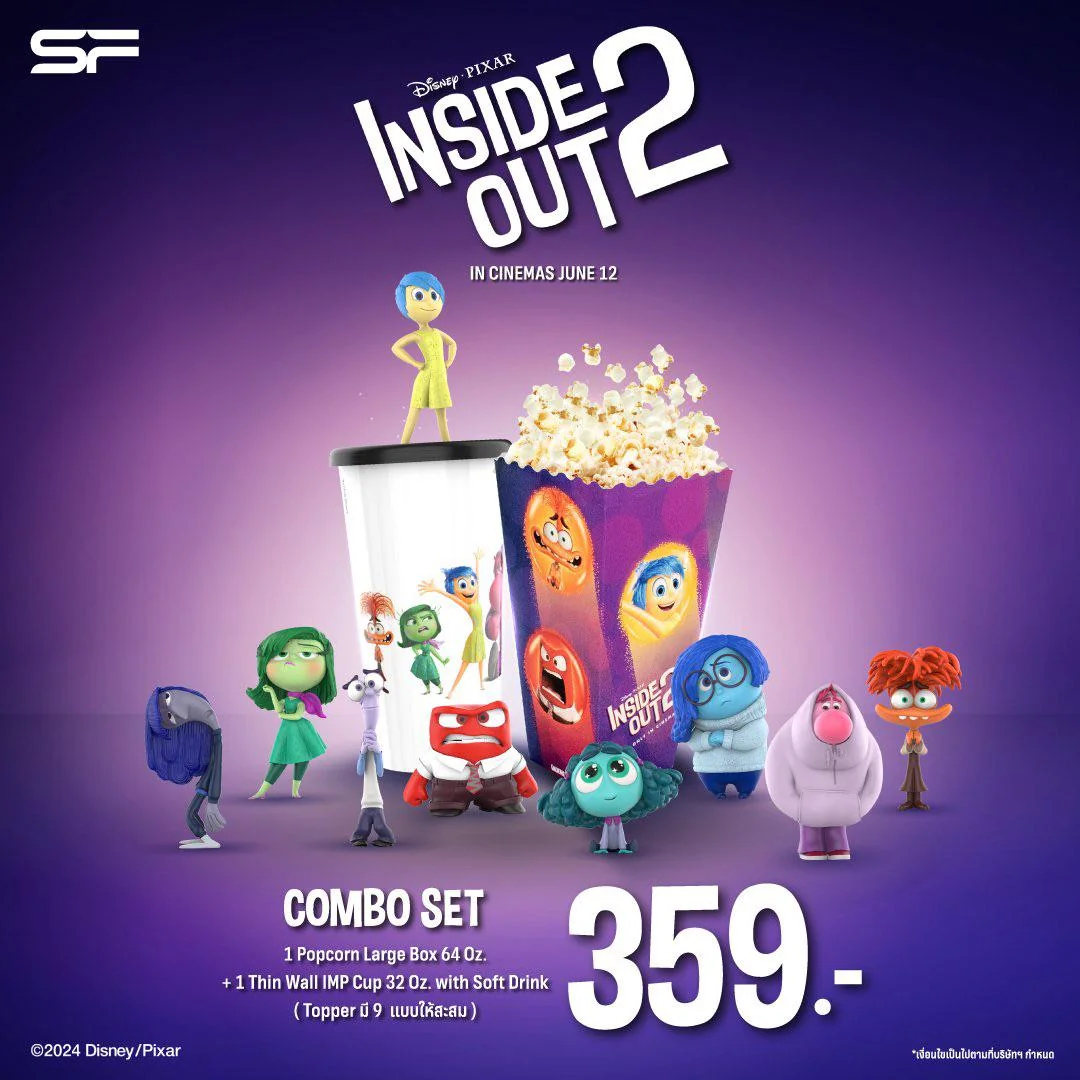 SF
Disney · PIXAR
INSIDE
OUT 2
IN CINEMAS JUNE 12
INSIDE
OUT 2
COMBO SET
1 Popcorn Large Box 64 Oz.
+ 1 Thin Wall IMP Cup 32 Oz. with Soft Drink
( Topper มี 9 แบบให้สะสม )
359.-
©2024 Disney/Pixar
*เงื่อนไขเป็นไปตามที่บริษัทฯ กำหนด